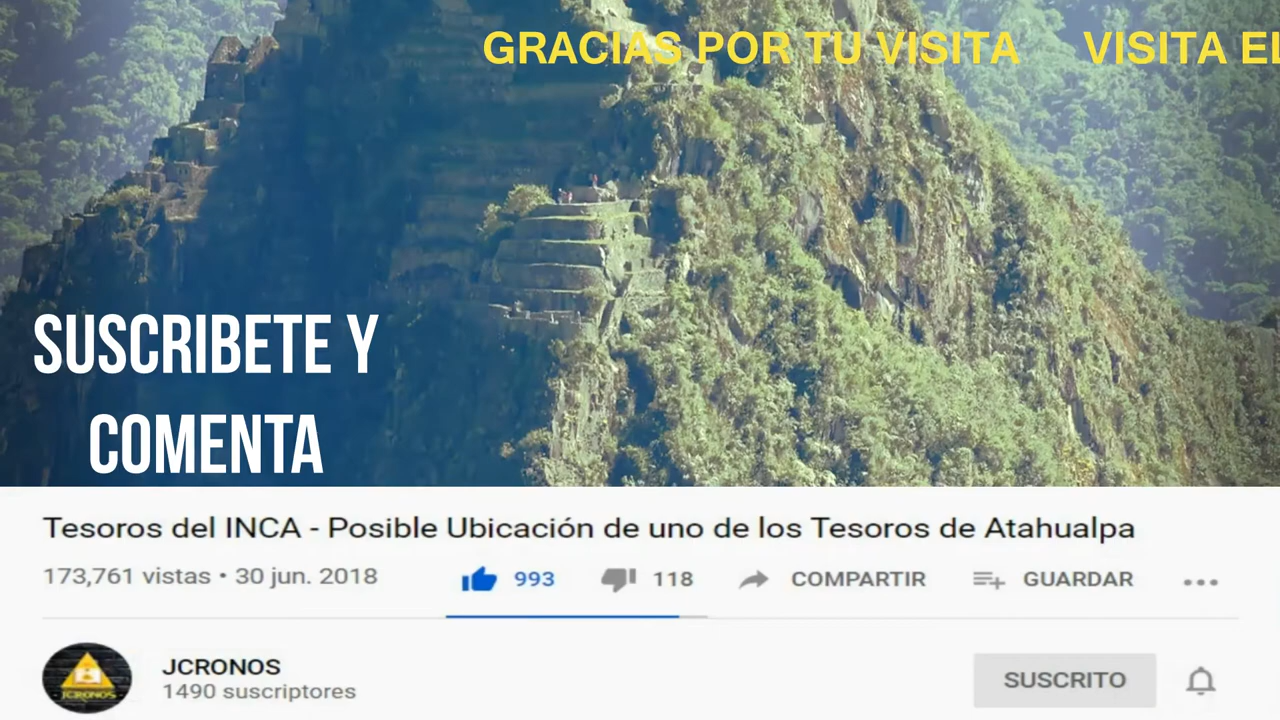 GRACIAS POR TU VISITA VISITA EL
SUSCRIBETE Y
COMENTA
Tesoros del INCA - Posible Ubicación de uno de los Tesoros de Atahualpa
173,761 vistas • 30 jun. 2018 993 118 COMPARTIR GUARDAR
JCRONOS
JCRONOS
1490 suscriptores
SUSCRITO